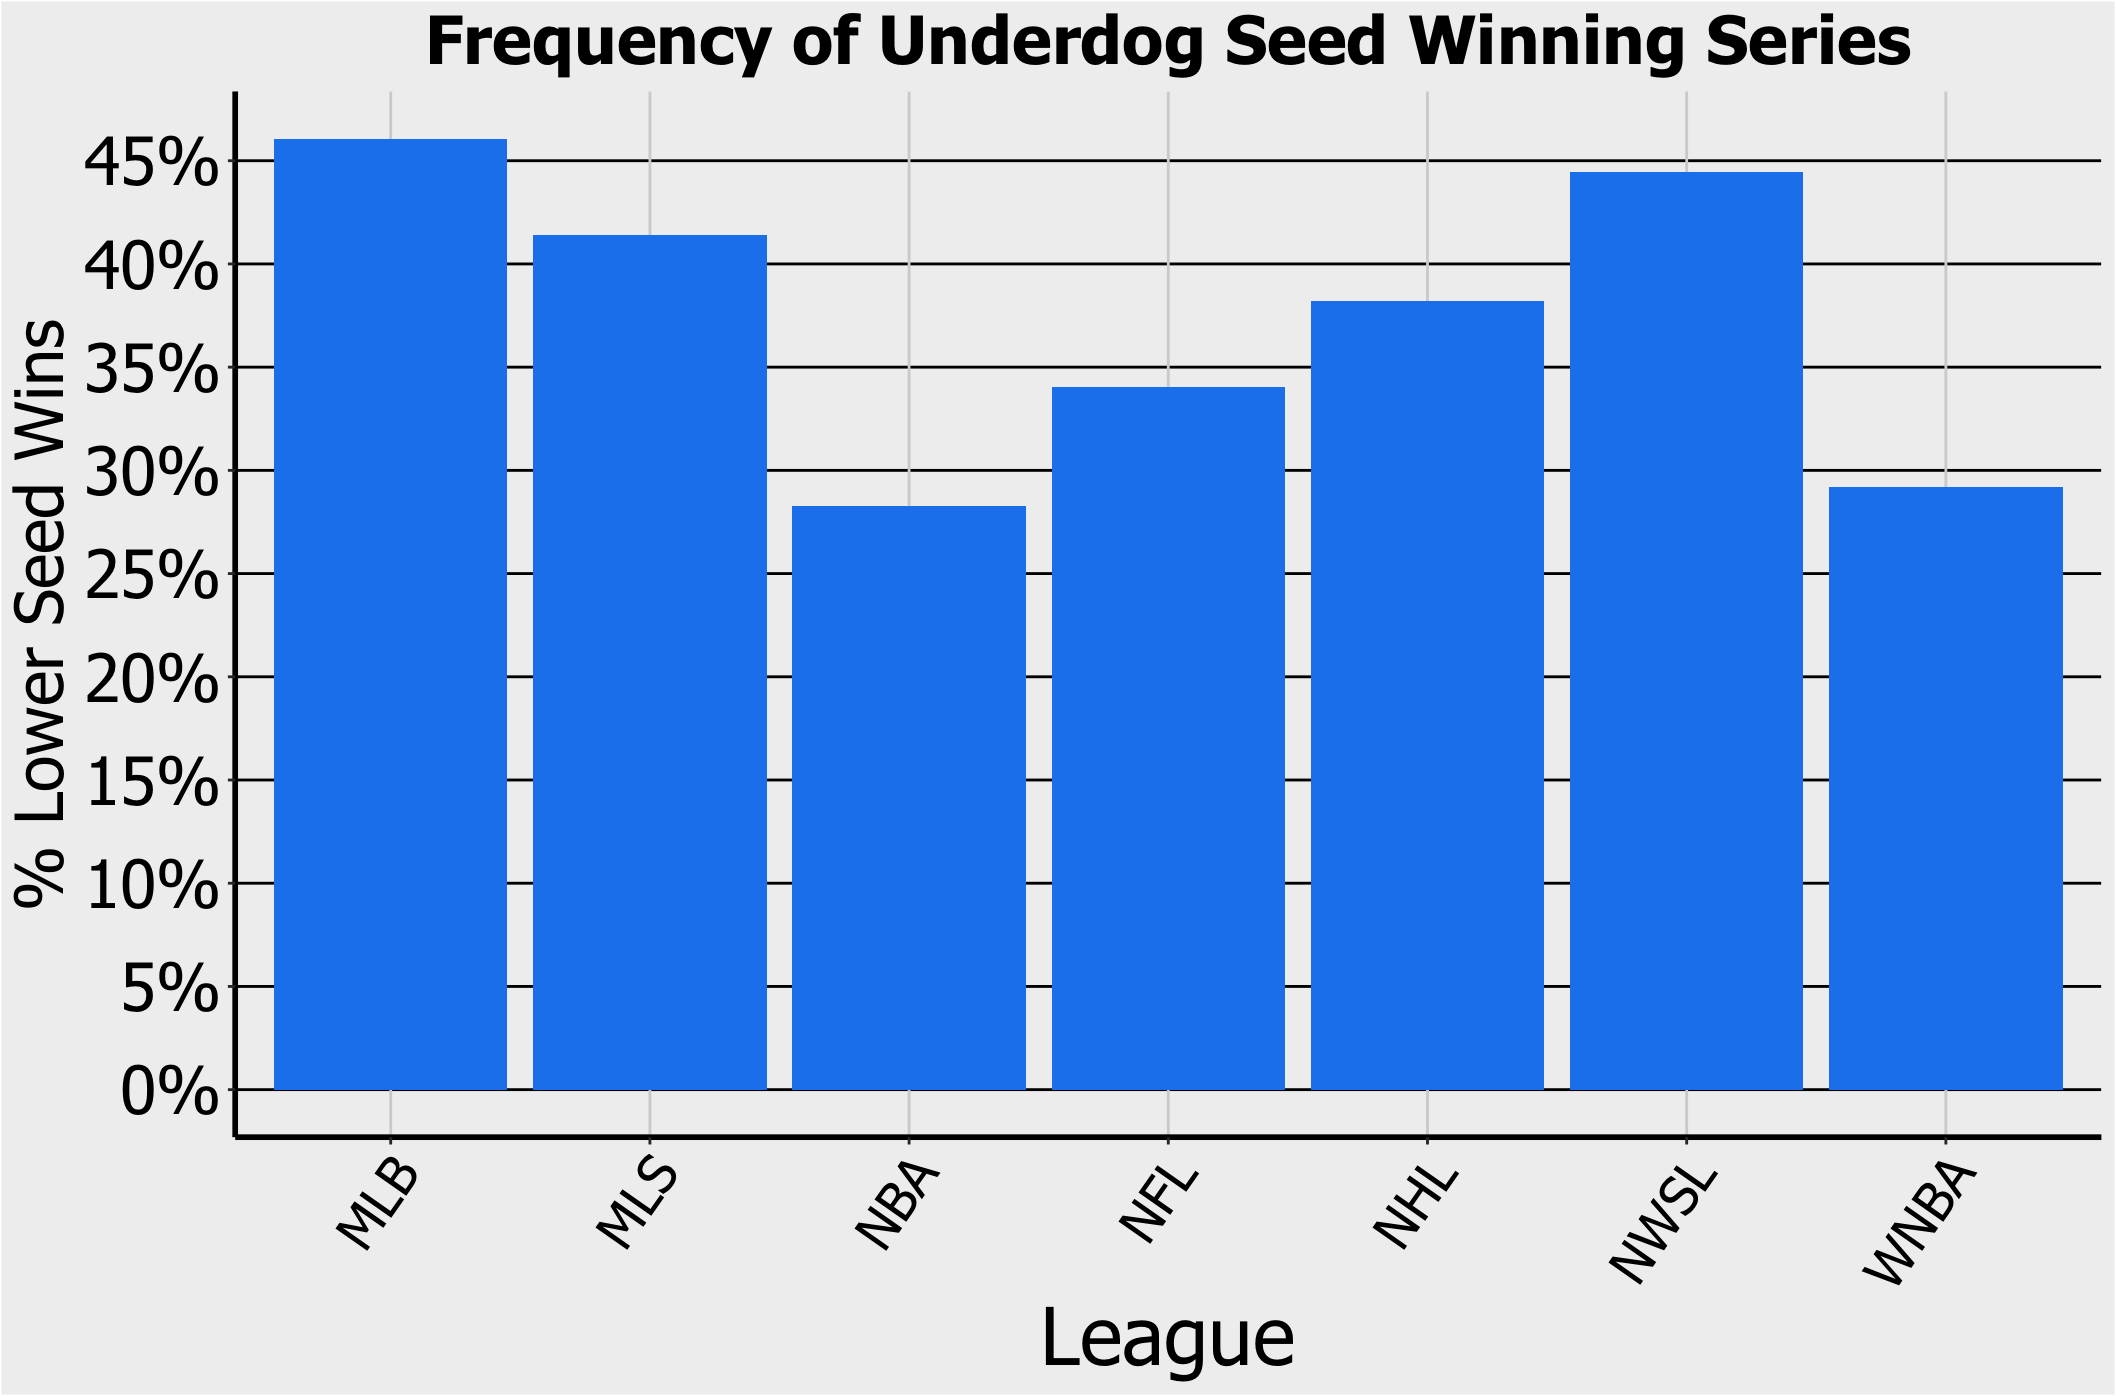 Frequency of Underdog Seed Winning Series
% Lower Seed Wins
45%
40%
35%
30%
25%
20%
15%
10%
5%
0%
MLB
MLS
NBA
NFL
NHL
NWSL
WNBA
League